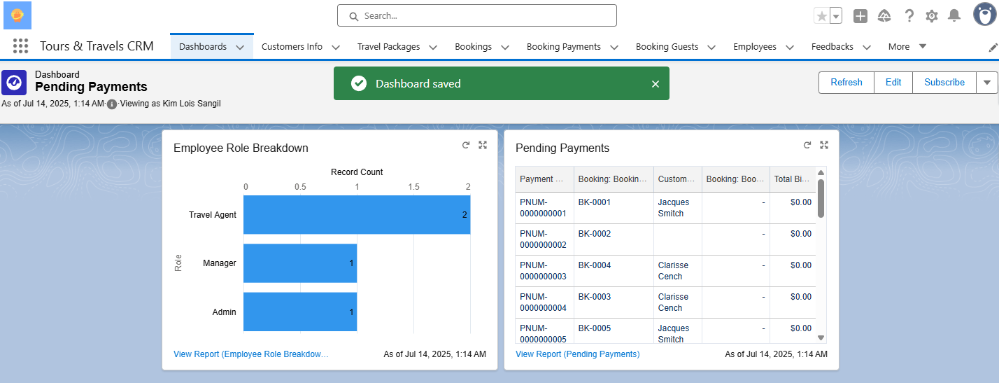 Search...
Tours & Travels CRM
Dashboards
Customers Info
Travel Packages
Bookings
Booking Payments
Booking Guests
Employees
Feedbacks
More
Dashboard
Pending Payments
As of Jul 14, 2025, 1:14 AM·Viewing as Kim Lois Sangil
Dashboard saved
Refresh
Edit
Subscribe
Employee Role Breakdown
Record Count
0 0.5 1 1.5 2
Role
Travel Agent 2
Manager 1
Admin 1
View Report (Employee Role Breakdow...
As of Jul 14, 2025, 1:14 AM
Pending Payments
Payment ... Booking: Bookin... Custom... Booking: Boo... Total Bi...
PNUM- BK-0001 Jacques - $0.00
0000000001 Smitch
PNUM- BK-0002 - $0.00
0000000002
PNUM- BK-0004 Clarisse - $0.00
0000000003 Cench
PNUM- BK-0003 Clarisse - $0.00
0000000004 Cench
PNUM- BK-0005 Jacques - $0.00
0000000005 Smitch
View Report (Pending Payments)
As of Jul 14, 2025, 1:14 AM